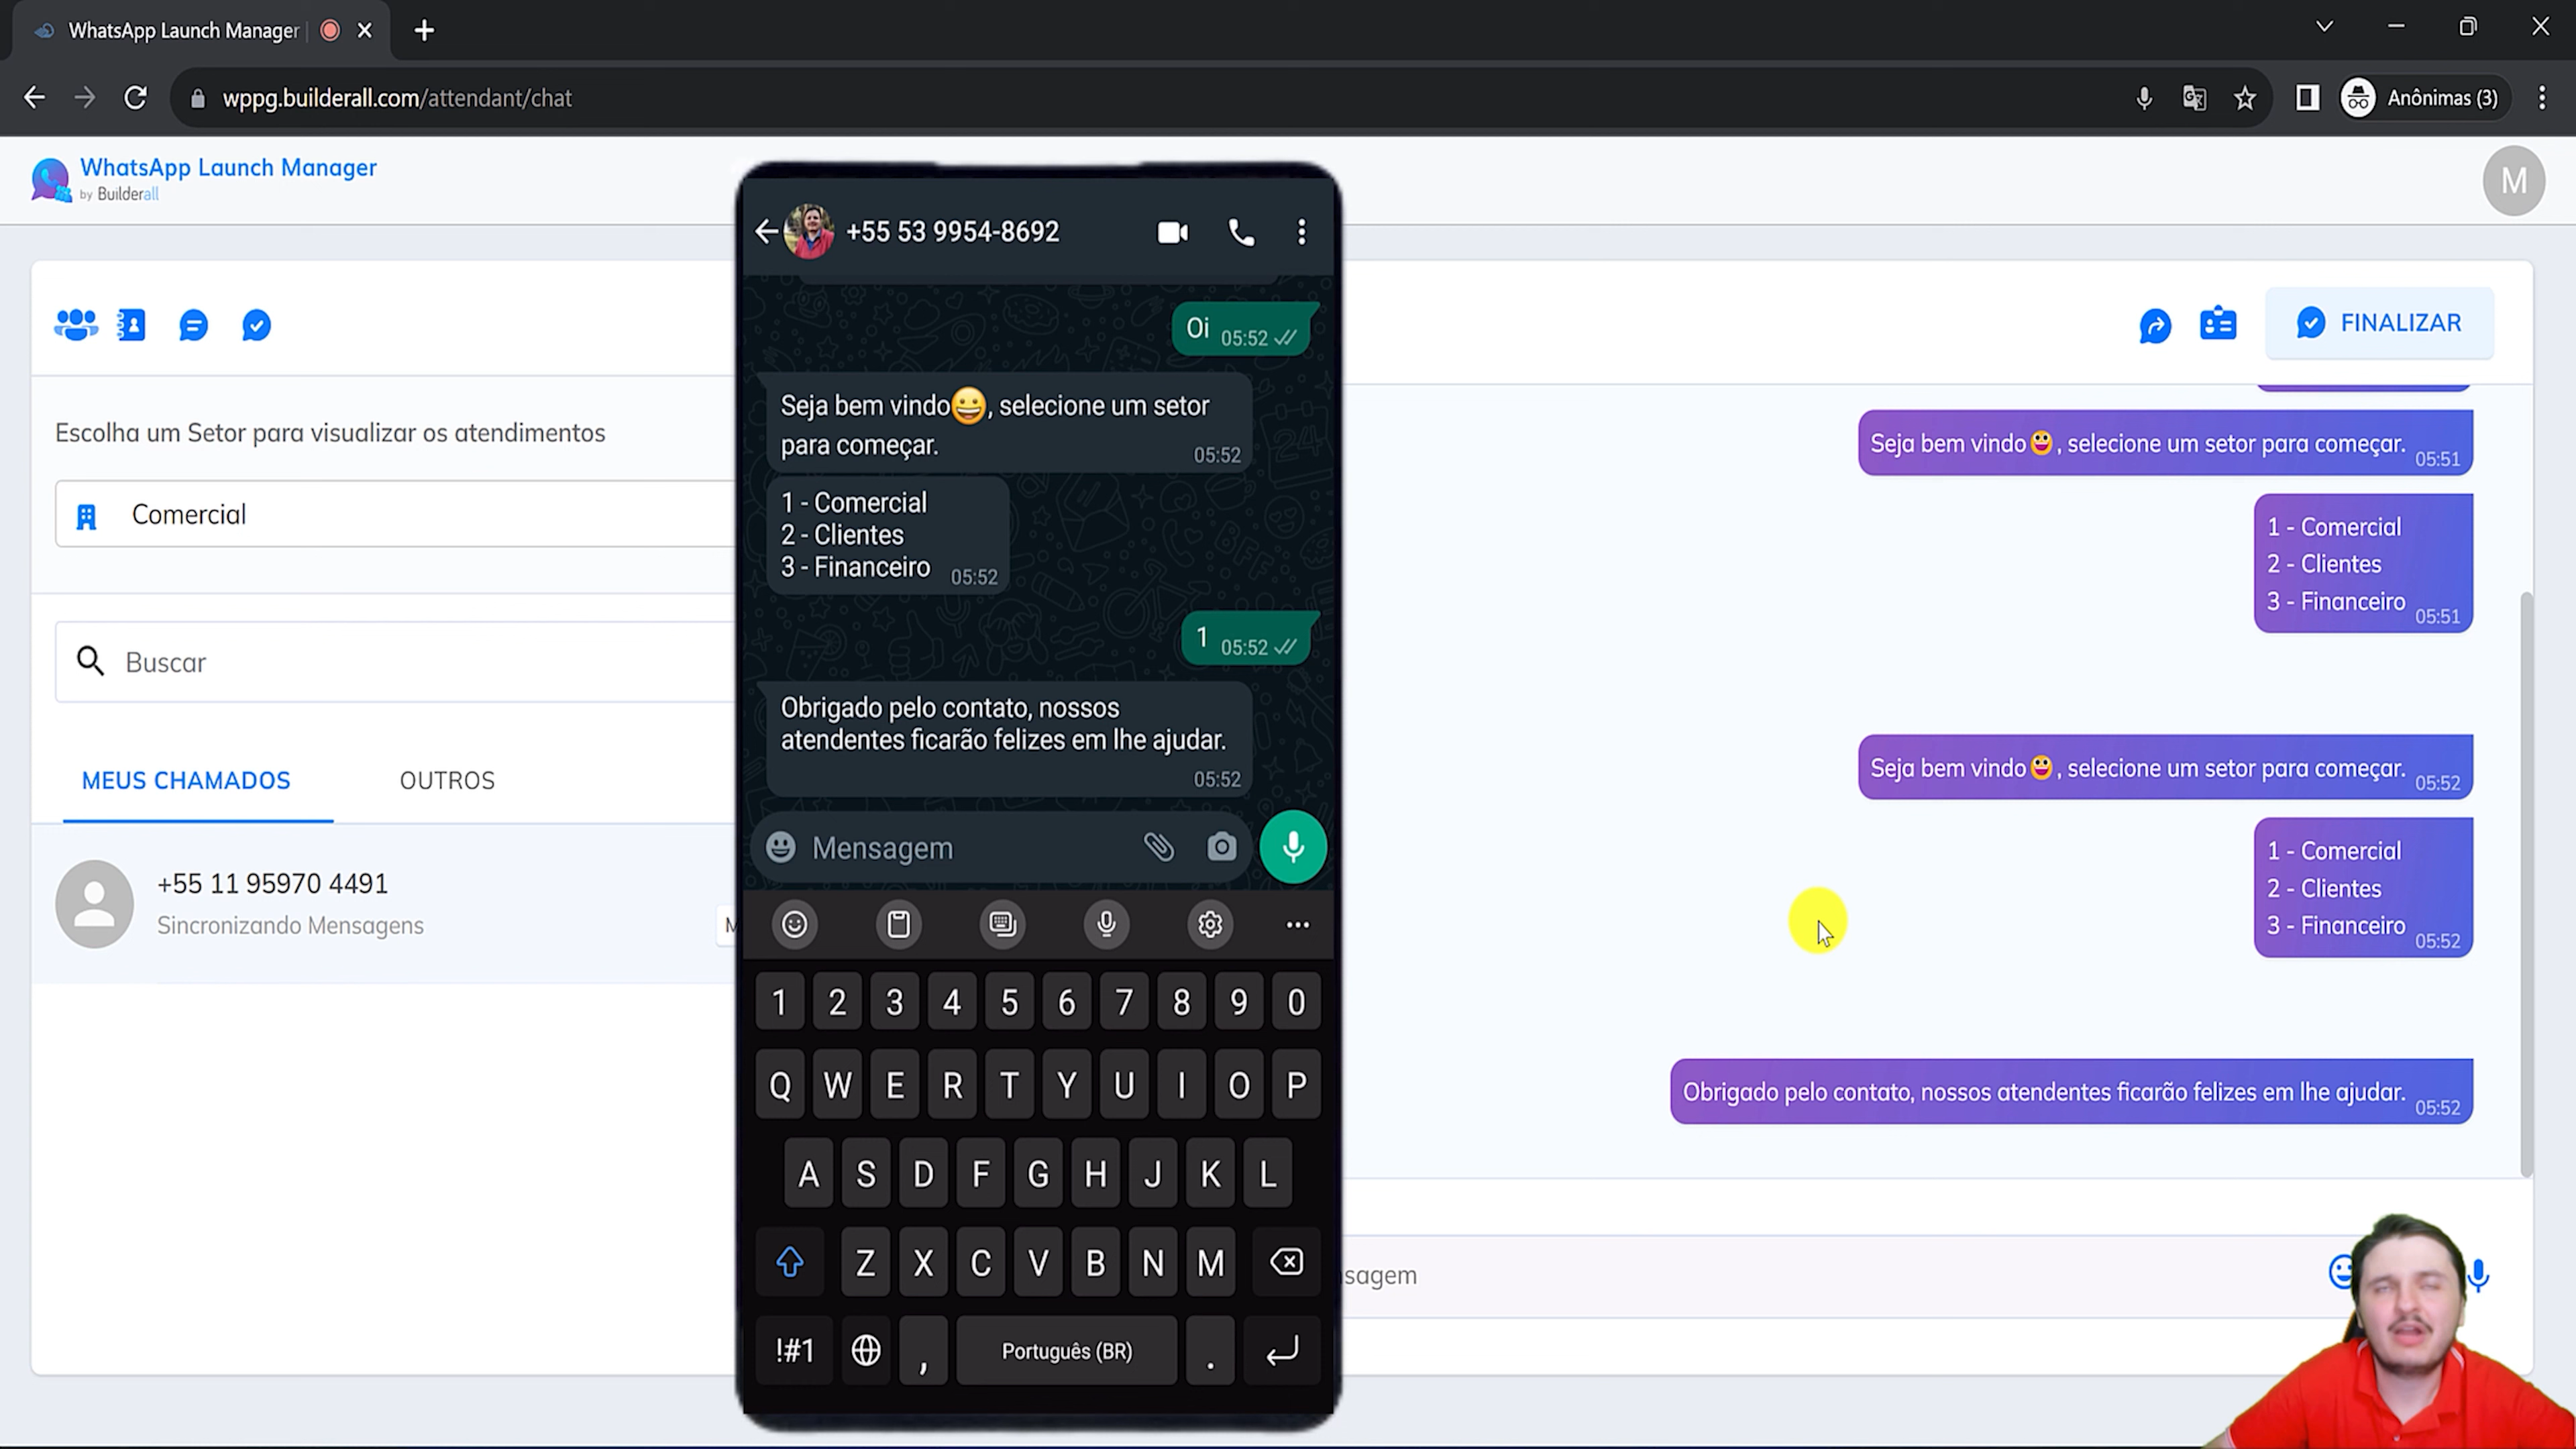 WhatsApp Launch Manager
wppg.builderall.com/attendant/chat
Anônimas (3)
WhatsApp Launch Manager
by Builderall
M
FINALIZAR
Escolha um Setor para visualizar os atendimentos
Comercial
Buscar
MEUS CHAMADOS
OUTROS
+55 11 95970 4491
Sincronizando Mensagens
M
+55 53 9954-8692
Oi 05:52
Seja bem vindo😀, selecione um setor
para começar. 05:52
1 - Comercial
2 - Clientes
3 - Financeiro 05:52
1 05:52
Obrigado pelo contato, nossos
atendentes ficarão felizes em lhe ajudar.
05:52
Mensagem
1 2 3 4 5 6 7 8 9 0
Q W E R T Y U I O P
A S D F G H J K L
Z X C V B N M
!#1 , Português (BR) .
Seja bem vindo😀, selecione um setor para começar. 05:51
1 - Comercial
2 - Clientes
3 - Financeiro 05:51
Seja bem vindo😀, selecione um setor para começar. 05:52
1 - Comercial
2 - Clientes
3 - Financeiro 05:52
Obrigado pelo contato, nossos atendentes ficarão felizes em lhe ajudar. 05:52
sagem